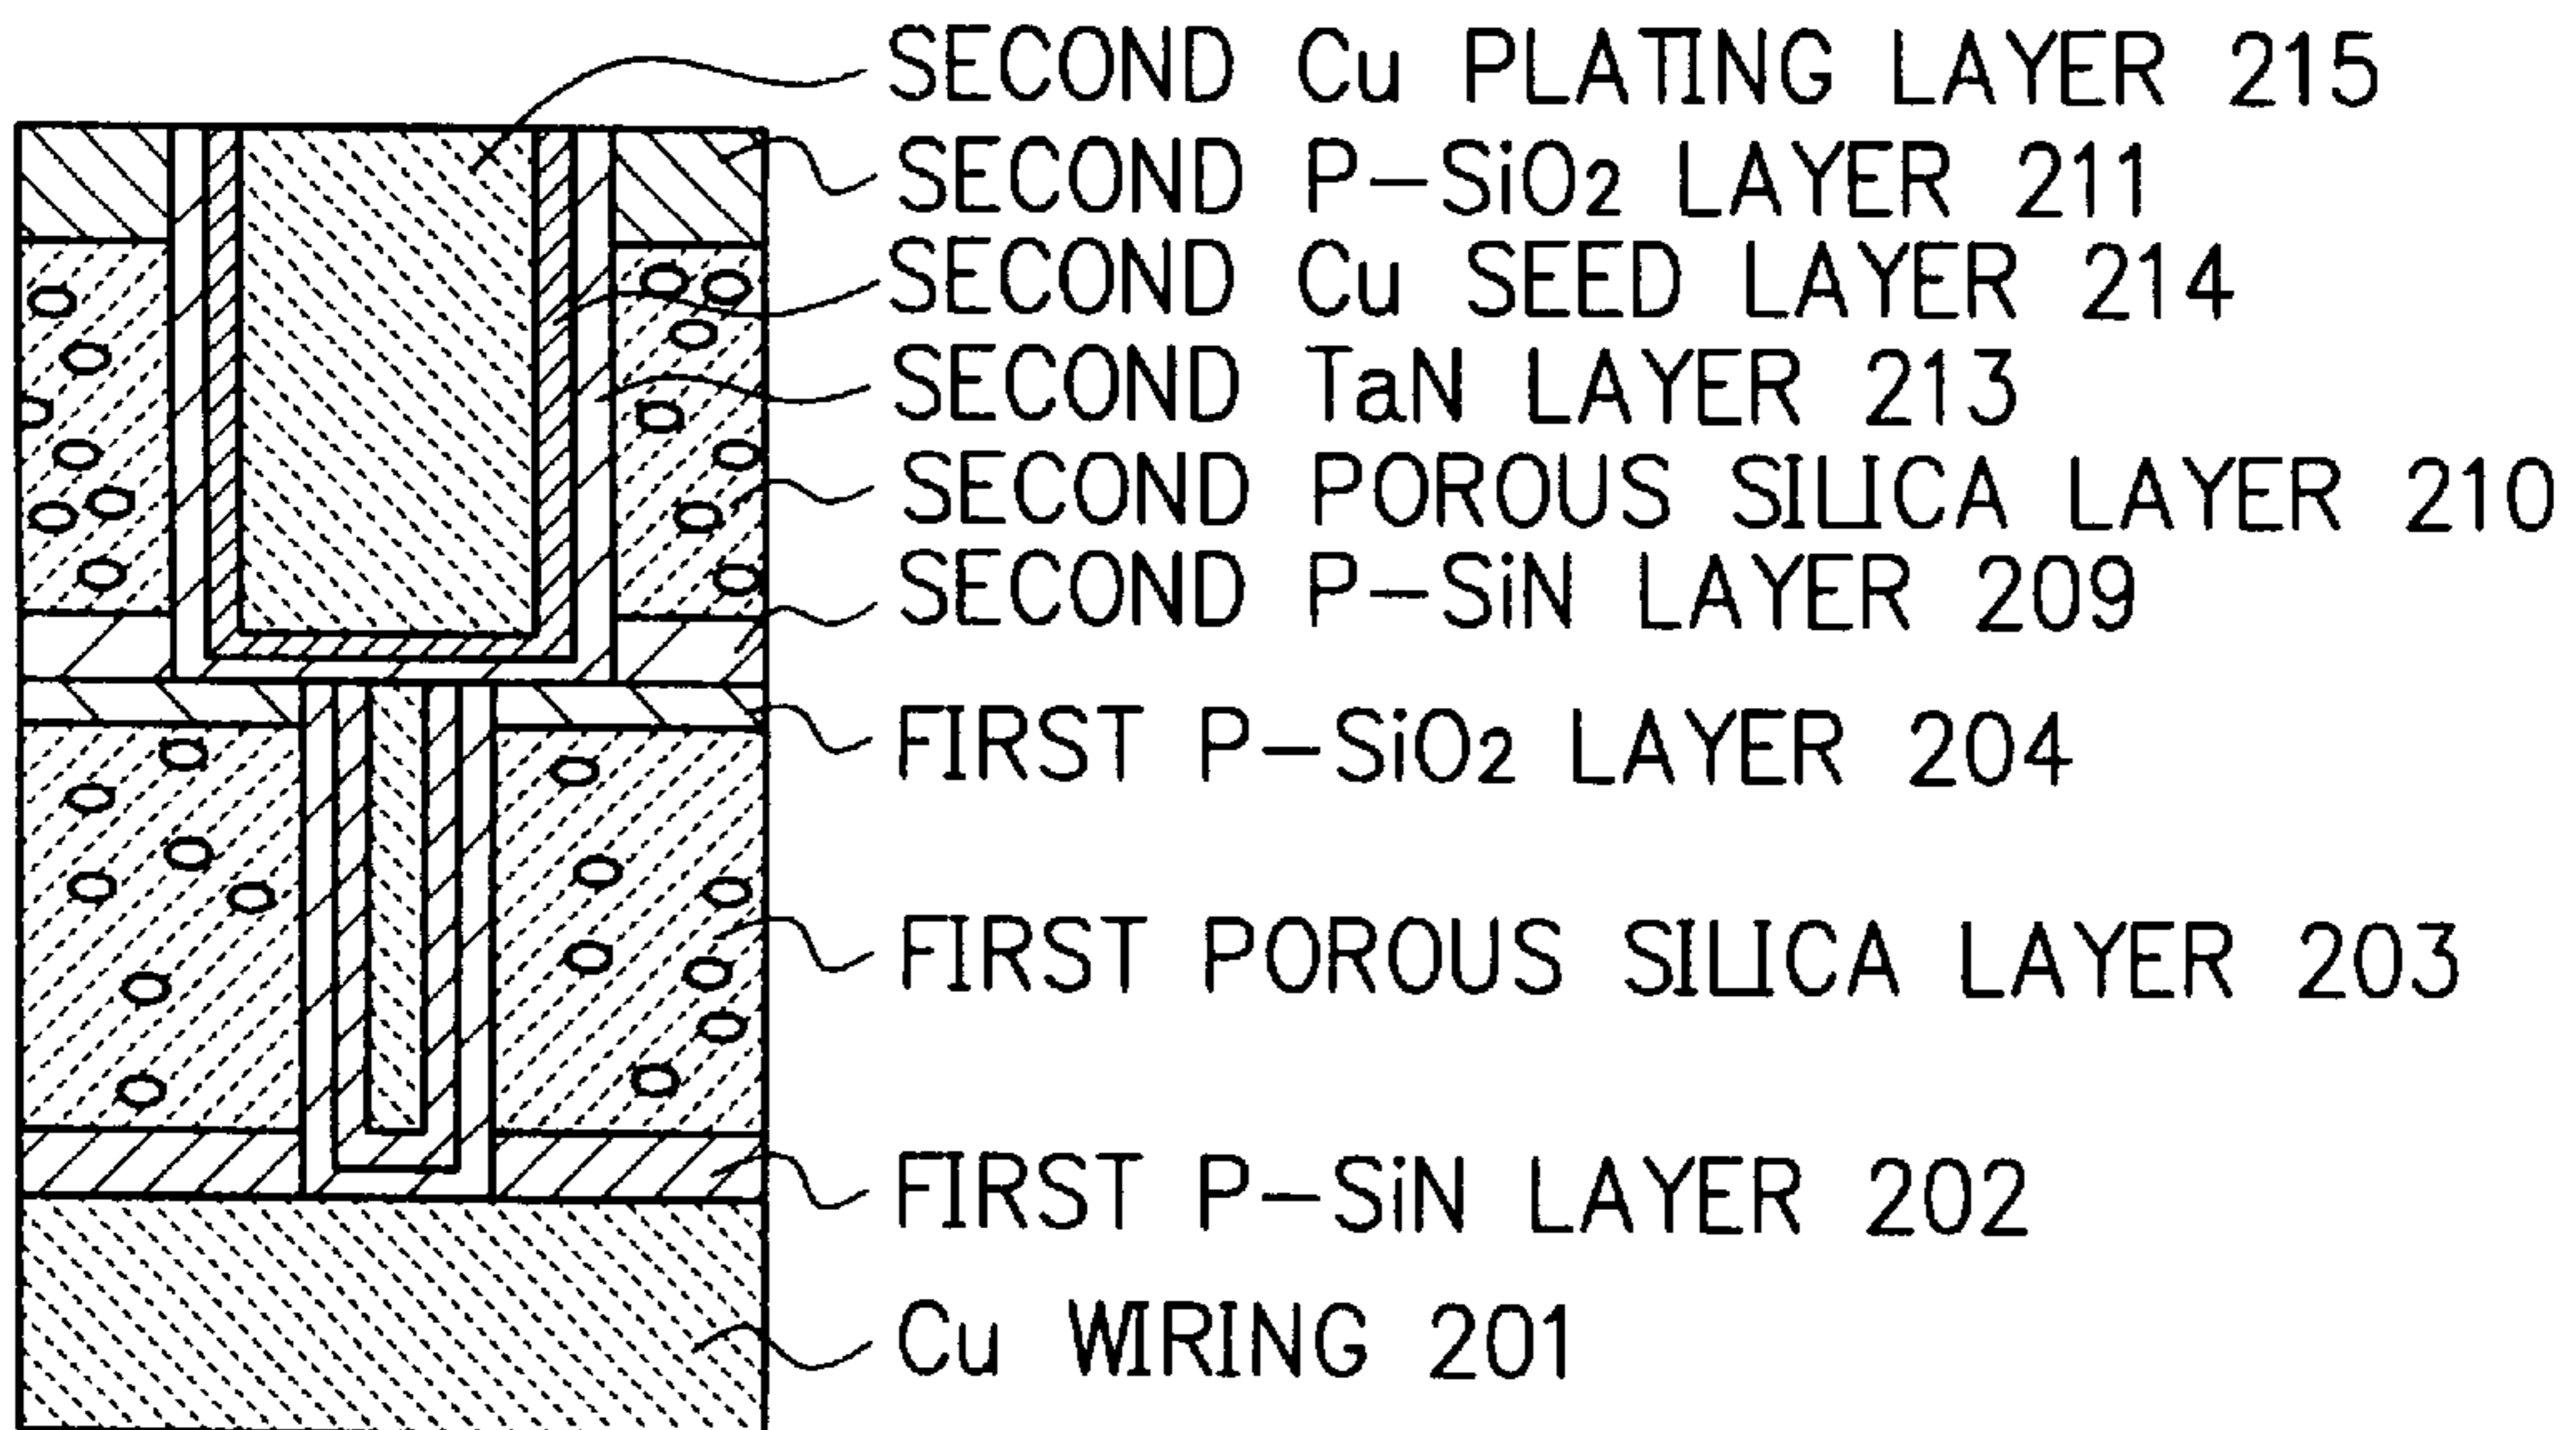 SECOND Cu PLATING LAYER 215
SECOND P-SiO2 LAYER 211
SECOND Cu SEED LAYER 214
SECOND TaN LAYER 213
SECOND POROUS SILICA LAYER 210
SECOND P-SiN LAYER 209
FIRST P-SiO2 LAYER 204
FIRST POROUS SILICA LAYER 203
FIRST P-SiN LAYER 202
Cu WIRING 201